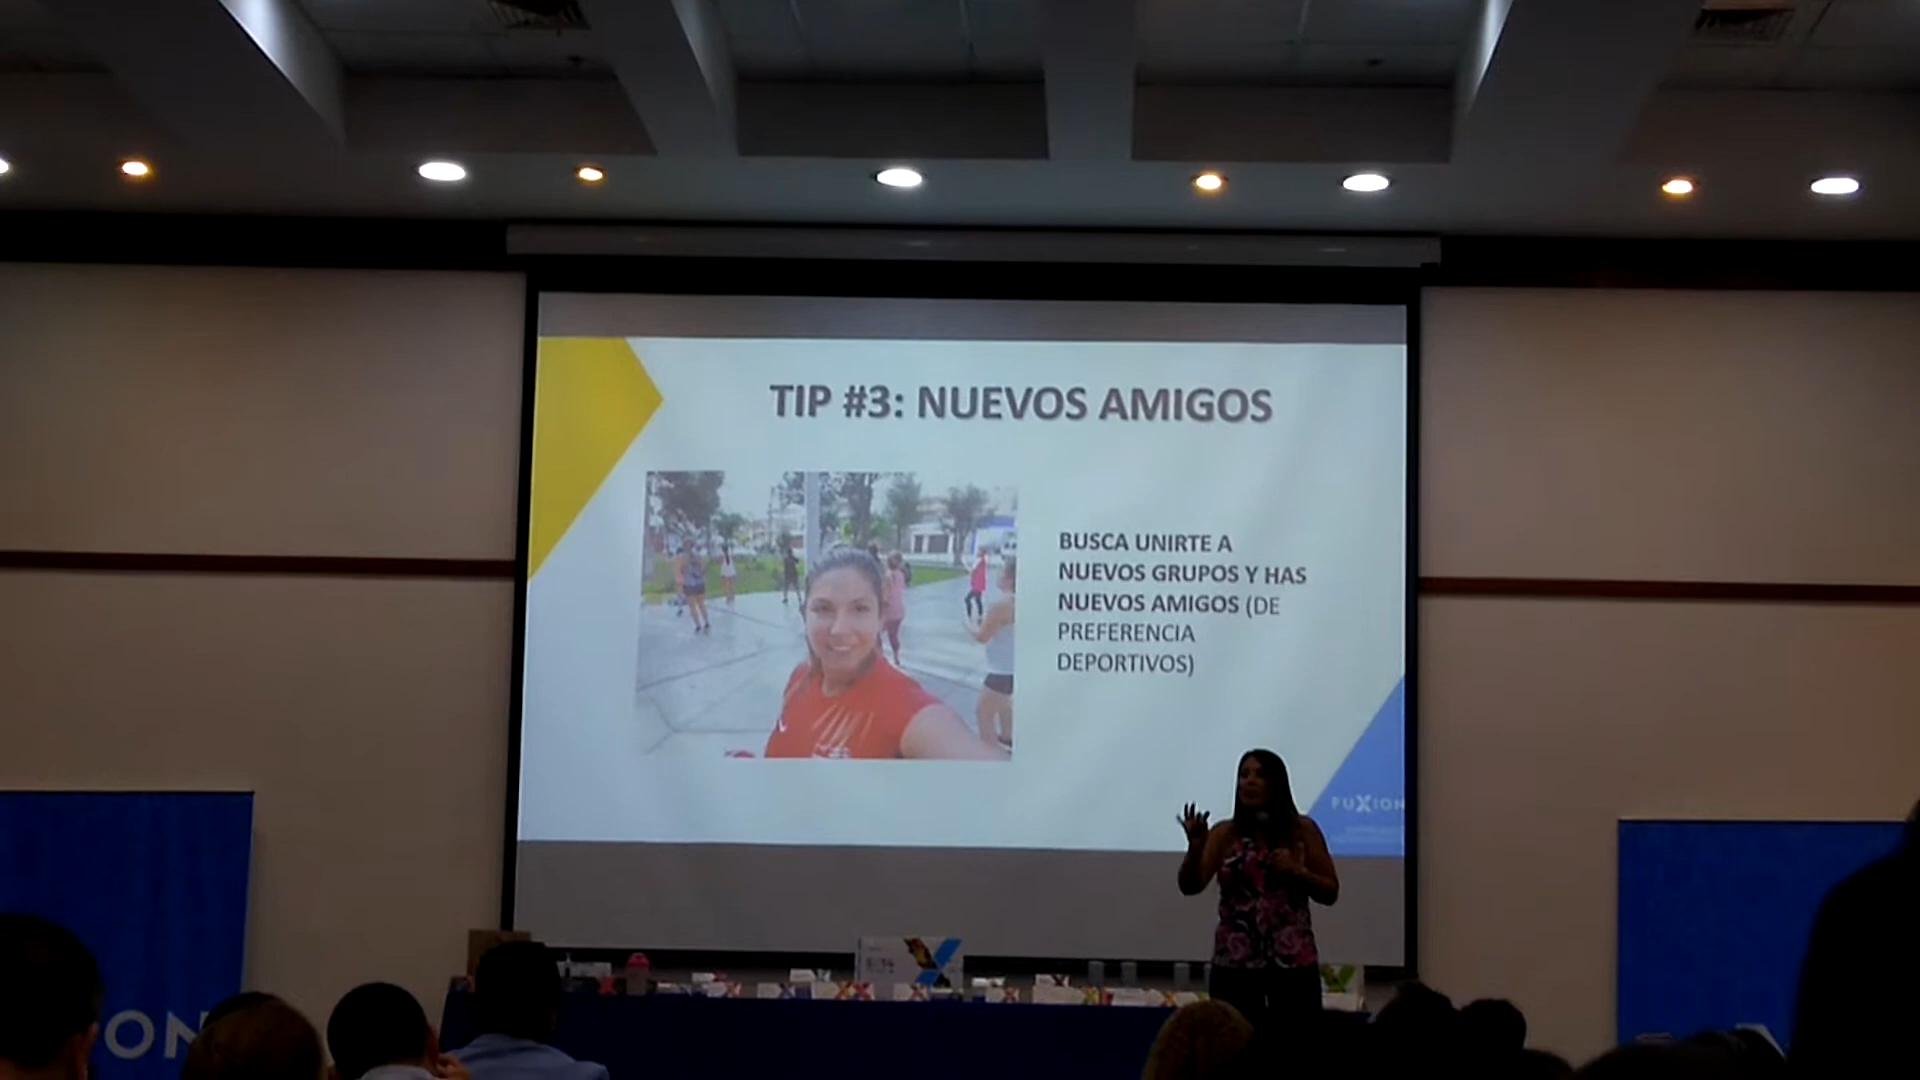 TIP #3: NUEVOS AMIGOS
BUSCA UNIRTE A
NUEVOS GRUPOS Y HAS
NUEVOS AMIGOS (DE
PREFERENCIA
DEPORTIVOS)
FUXION
ON